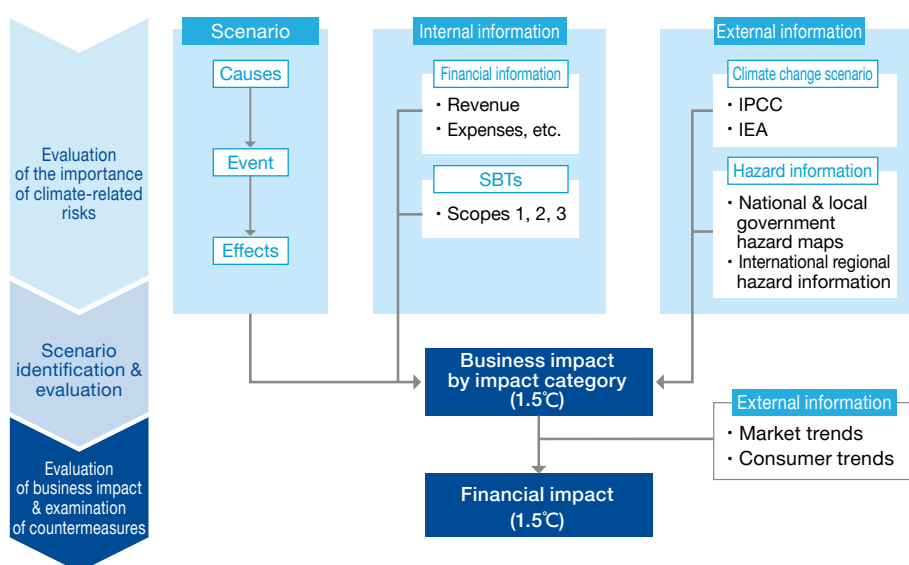 Evaluation
of the importance
of climate-related
risks
Scenario
identification &
evaluation
Evaluation
of business impact
& examination
of countermeasures
Scenario
Causes
Event
Effects
Internal information
Financial information
・Revenue
・Expenses, etc.
SBTs
・Scopes 1, 2, 3
External information
Climate change scenario
・IPCC
・IEA
Hazard information
・National & local
government
hazard maps
・International regional
hazard information
Business impact
by impact category
(1.5℃)
External information
・Market trends
・Consumer trends
Financial impact
(1.5℃)